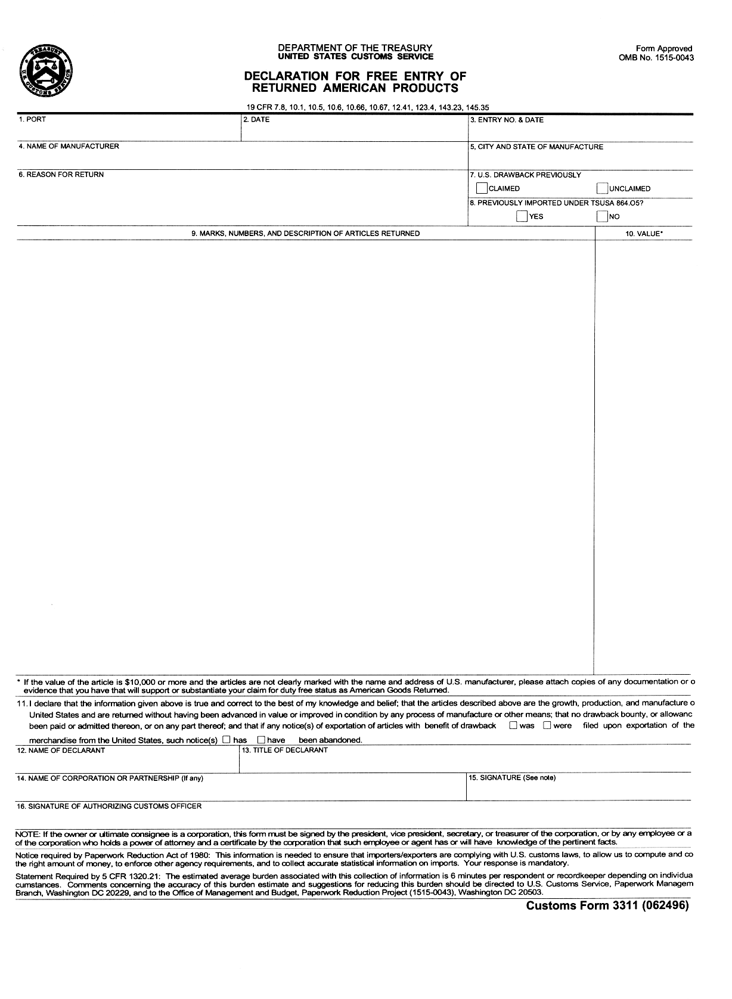 DEPARTMENT OF THE TREASURY
UNITED STATES CUSTOMS SERVICE
Form Approved
OMB No. 1515-0043
TREASURY
U.S. CUSTOMS SERVICE
DECLARATION FOR FREE ENTRY OF
RETURNED AMERICAN PRODUCTS
19 CFR 7.8, 10.1, 10.5, 10.6, 10.66, 10.67, 12.41, 123.4, 143.23, 145.35
1. PORT
2. DATE
3. ENTRY NO. & DATE
4. NAME OF MANUFACTURER
5. CITY AND STATE OF MANUFACTURE
6. REASON FOR RETURN
7. U.S. DRAWBACK PREVIOUSLY
CLAIMED
UNCLAIMED
8. PREVIOUSLY IMPORTED UNDER TSUSA 864.O5?
YES
NO
9. MARKS, NUMBERS, AND DESCRIPTION OF ARTICLES RETURNED
10. VALUE*
* If the value of the article is $10,000 or more and the articles are not clearly marked with the name and address of U.S. manufacturer, please attach copies of any documentation or o
evidence that you have that will support or substantiate your claim for duty free status as American Goods Returned.
11. I declare that the information given above is true and correct to the best of my knowledge and belief; that the articles described above are the growth, production, and manufacture o
United States and are returned without having been advanced in value or improved in condition by any process of manufacture or other means; that no drawback bounty, or allowanc
been paid or admitted thereon, or on any part thereof; and that if any notice(s) of exportation of articles with benefit of drawback was were filed upon exportation of the
merchandise from the United States, such notice(s) has have been abandoned.
12. NAME OF DECLARANT
13. TITLE OF DECLARANT
14. NAME OF CORPORATION OR PARTNERSHIP (If any)
15. SIGNATURE (See note)
16. SIGNATURE OF AUTHORIZING CUSTOMS OFFICER
NOTE: If the owner or ultimate consignee is a corporation, this form must be signed by the president, vice president, secretary, or treasurer of the corporation, or by any employee or a
of the corporation who holds a power of attorney and a certificate by the corporation that such employee or agent has or will have knowledge of the pertinent facts.
Notice required by Paperwork Reduction Act of 1980: This information is needed to ensure that importers/exporters are complying with U.S. customs laws, to allow us to compute and co
the right amount of money, to enforce other agency requirements, and to collect accurate statistical information on imports. Your response is mandatory.
Statement Required by 5 CFR 1320.21: The estimated average burden associated with this collection of information is 6 minutes per respondent or recordkeeper depending on individua
cumstances. Comments concerning the accuracy of this burden estimate and suggestions for reducing this burden should be directed to U.S. Customs Service, Paperwork Managem
Branch, Washington DC 20229, and to the Office of Management and Budget, Paperwork Reduction Project (1515-0043), Washington DC 20503.
Customs Form 3311 (062496)